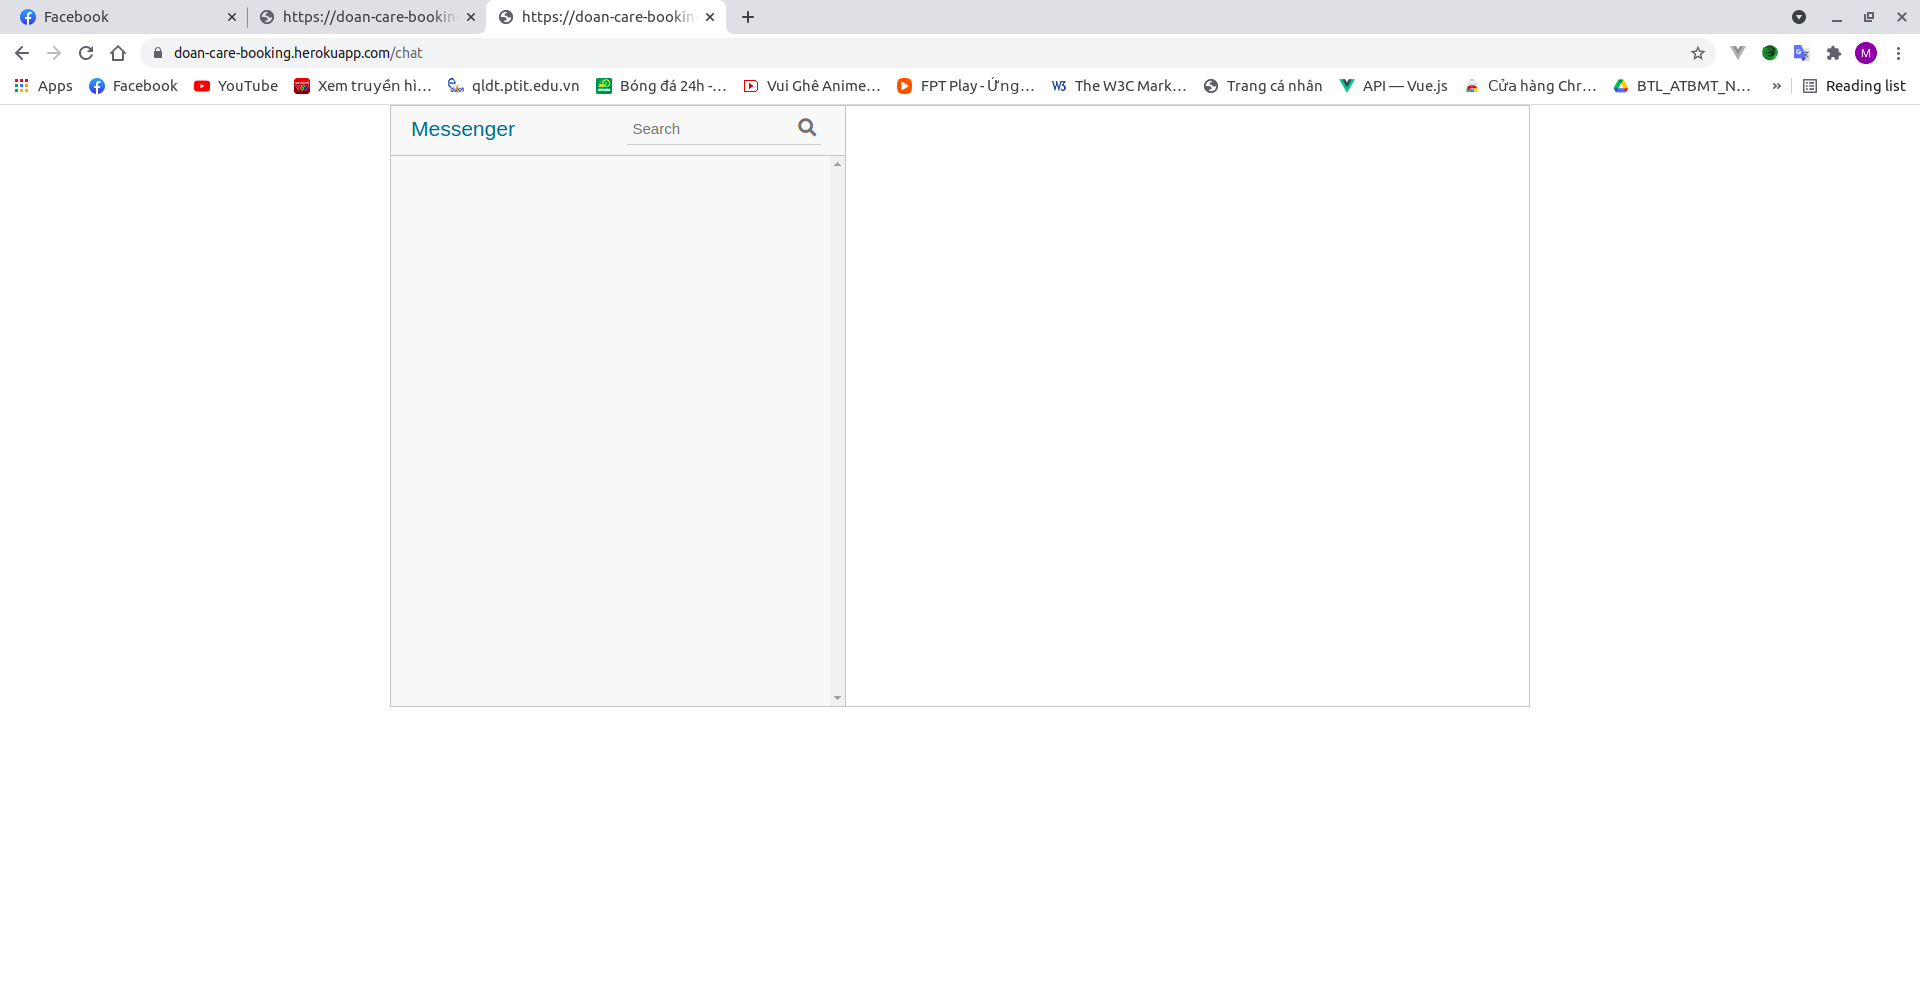 Facebook
https://doan-care-bookin
https://doan-care-bookin
doan-care-booking.herokuapp.com/chat
M
Apps Facebook YouTube Xem truyền hì... qldt.ptit.edu.vn Bóng đá 24h -... Vui Ghê Anime... FPT Play - Ứng... The W3C Mark... Trang cá nhân API — Vue.js Cửa hàng Chr... BTL_ATBMT_N... » Reading list
Messenger
Search